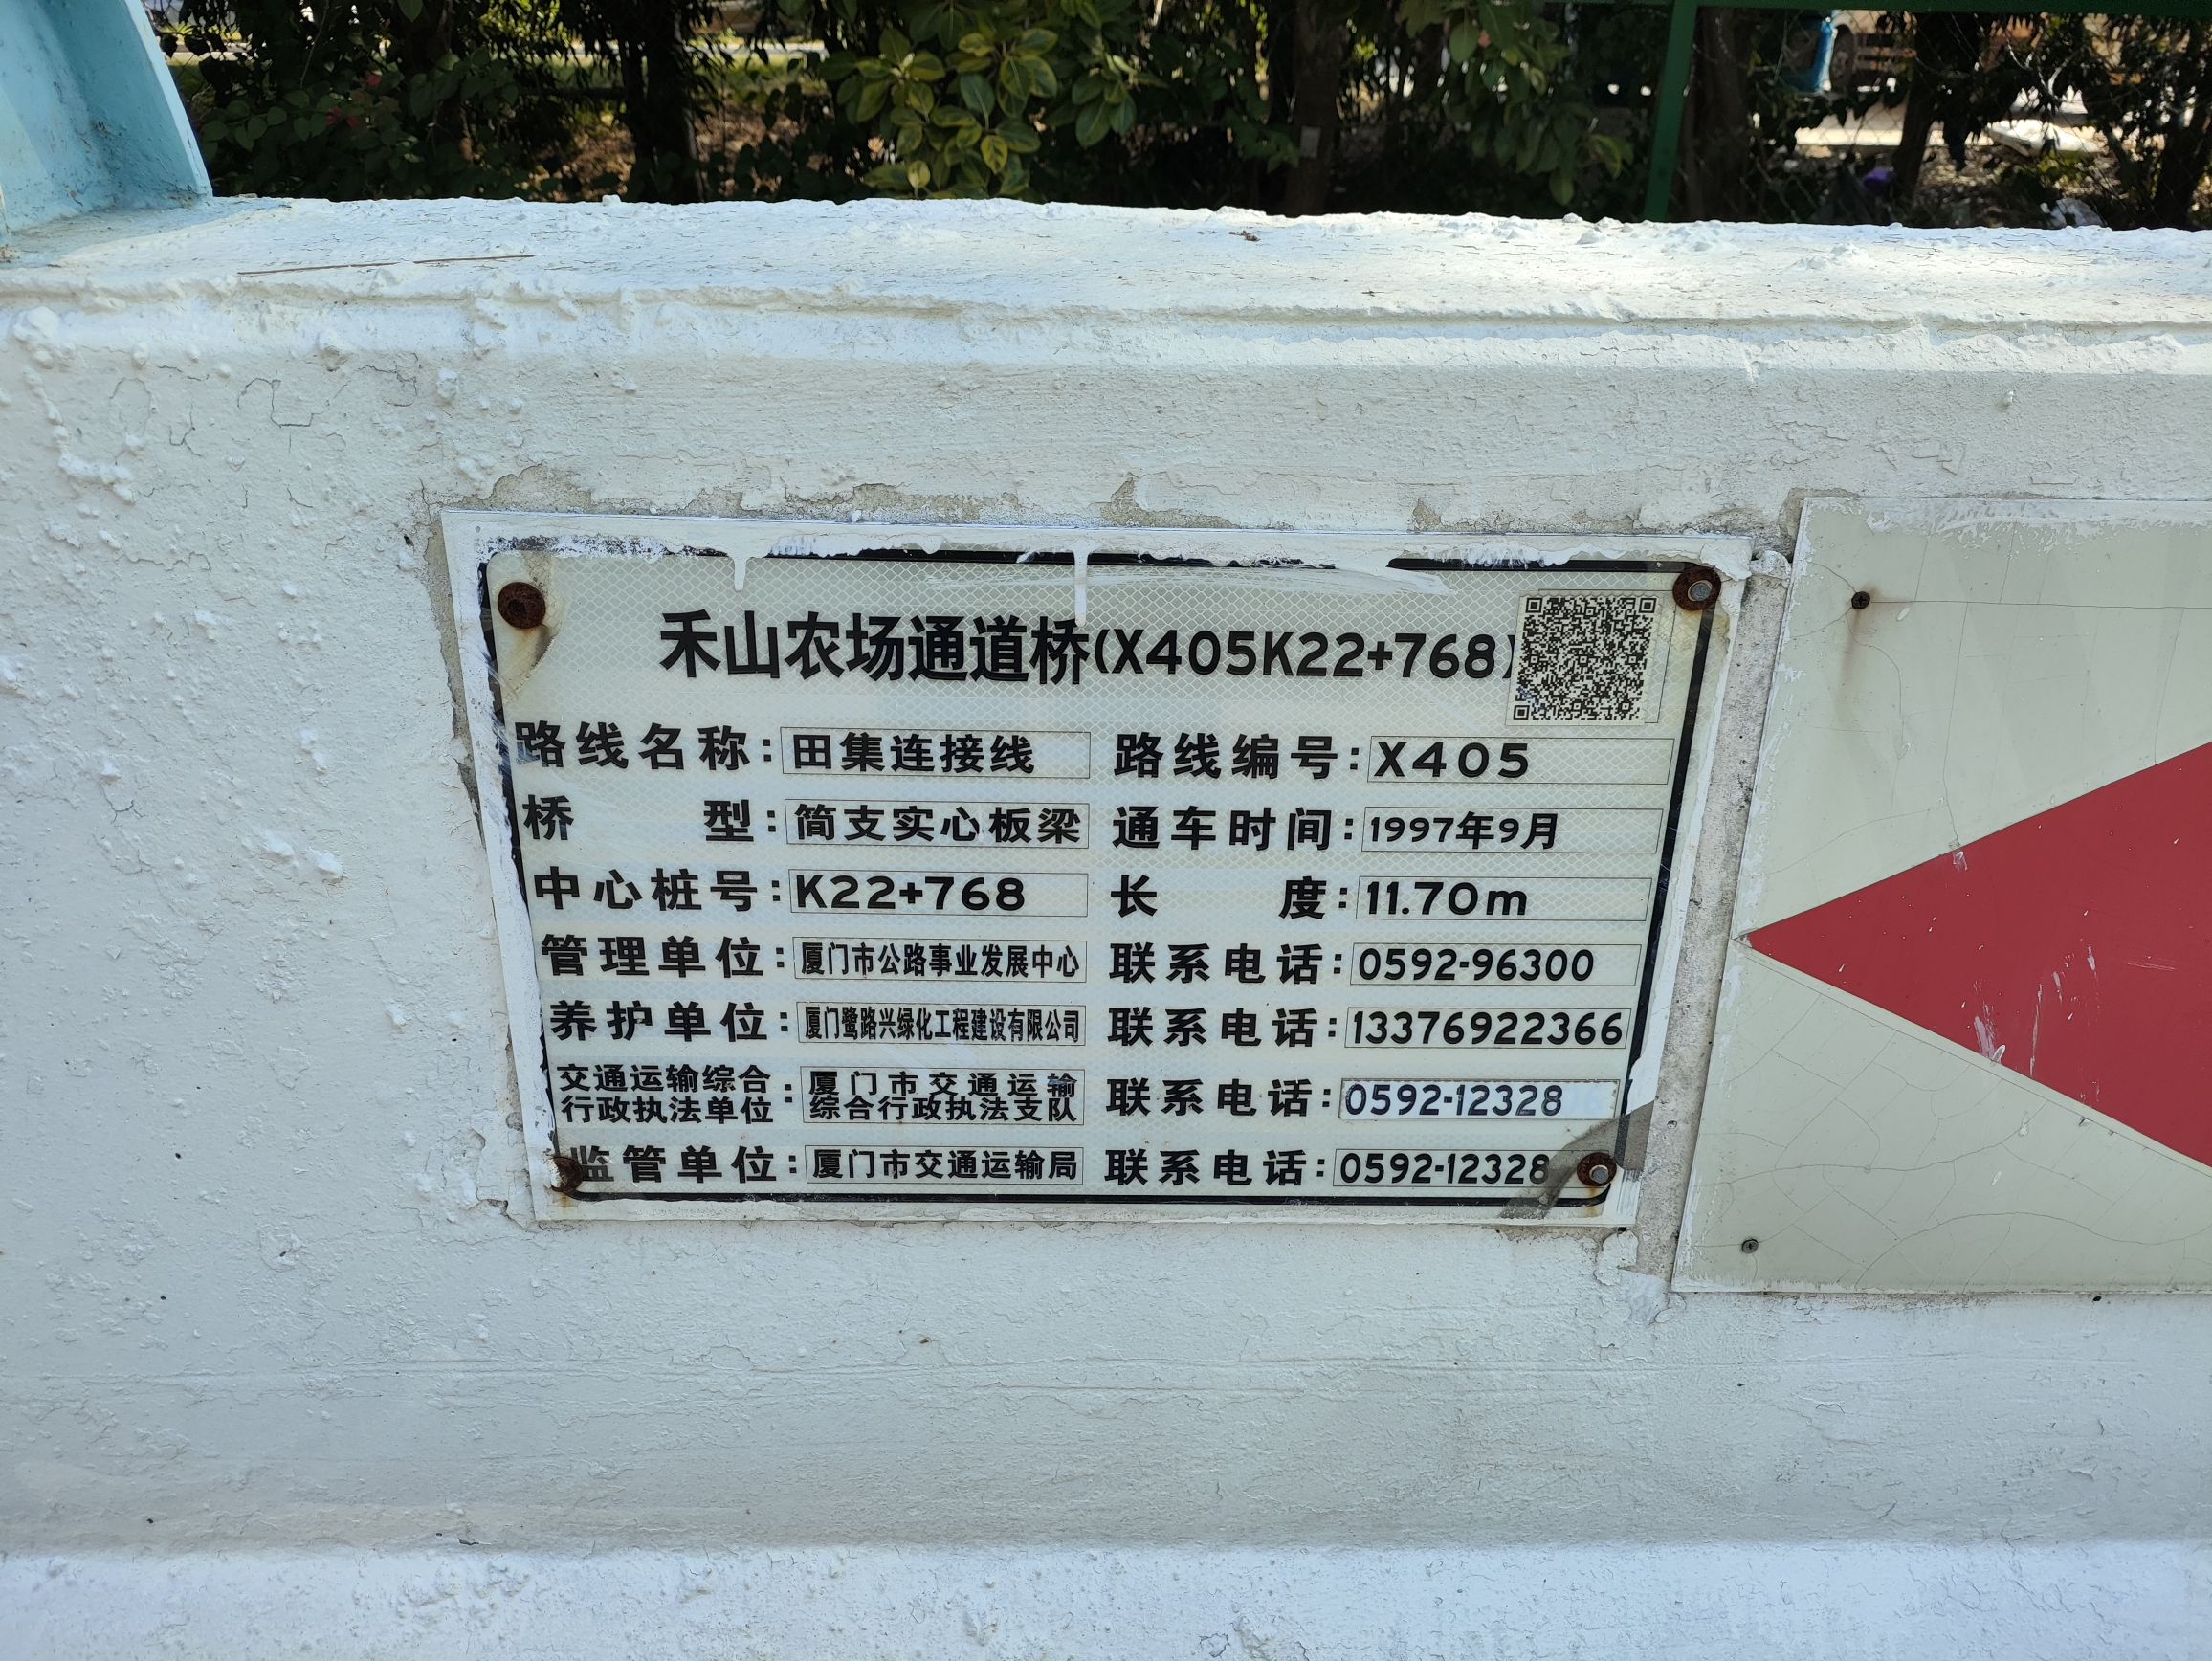 禾山农场通道桥(X405K22+768)
路线名称:田集连接线 路线编号:X405
桥型:简支实心板梁 通车时间:1997年9月
中心桩号:K22+768 长度:11.70m
管理单位:厦门市公路事业发展中心 联系电话:0592-96300
养护单位:厦门鹭路兴绿化工程建设有限公司 联系电话:13376922366
交通运输综合行政执法单位:厦门市交通运输综合行政执法支队 联系电话:0592-12328
监管单位:厦门市交通运输局 联系电话:0592-12328